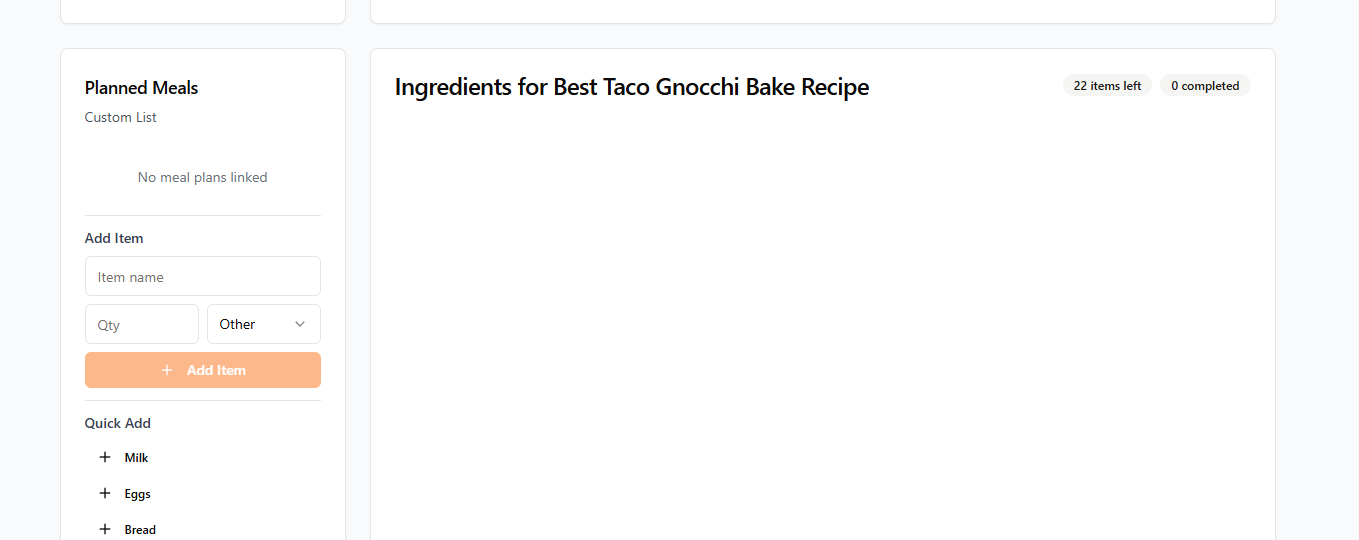 Planned Meals
Custom List
No meal plans linked
Add Item
Item name
Qty
Other
Add Item
Quick Add
Milk
Eggs
Bread
Ingredients for Best Taco Gnocchi Bake Recipe
22 items left
0 completed